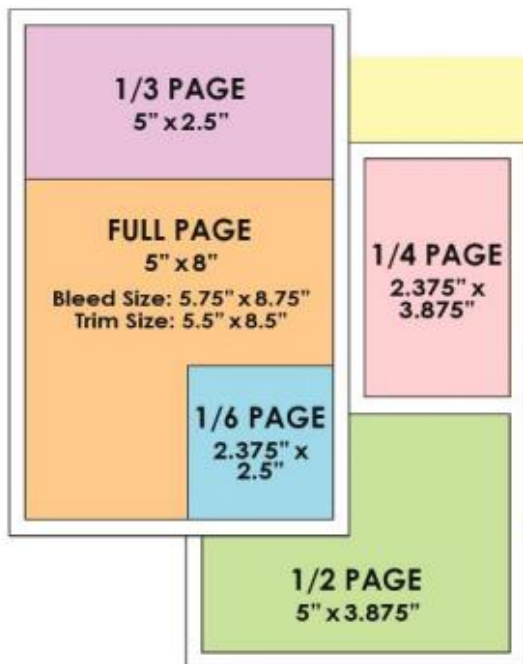 1/3 PAGE
5” x 2.5”
FULL PAGE
5” x 8”
Bleed Size: 5.75” x 8.75”
Trim Size: 5.5” x 8.5”
1/4 PAGE
2.375” x
3.875”
1/6 PAGE
2.375” x
2.5”
1/2 PAGE
5” x 3.875”